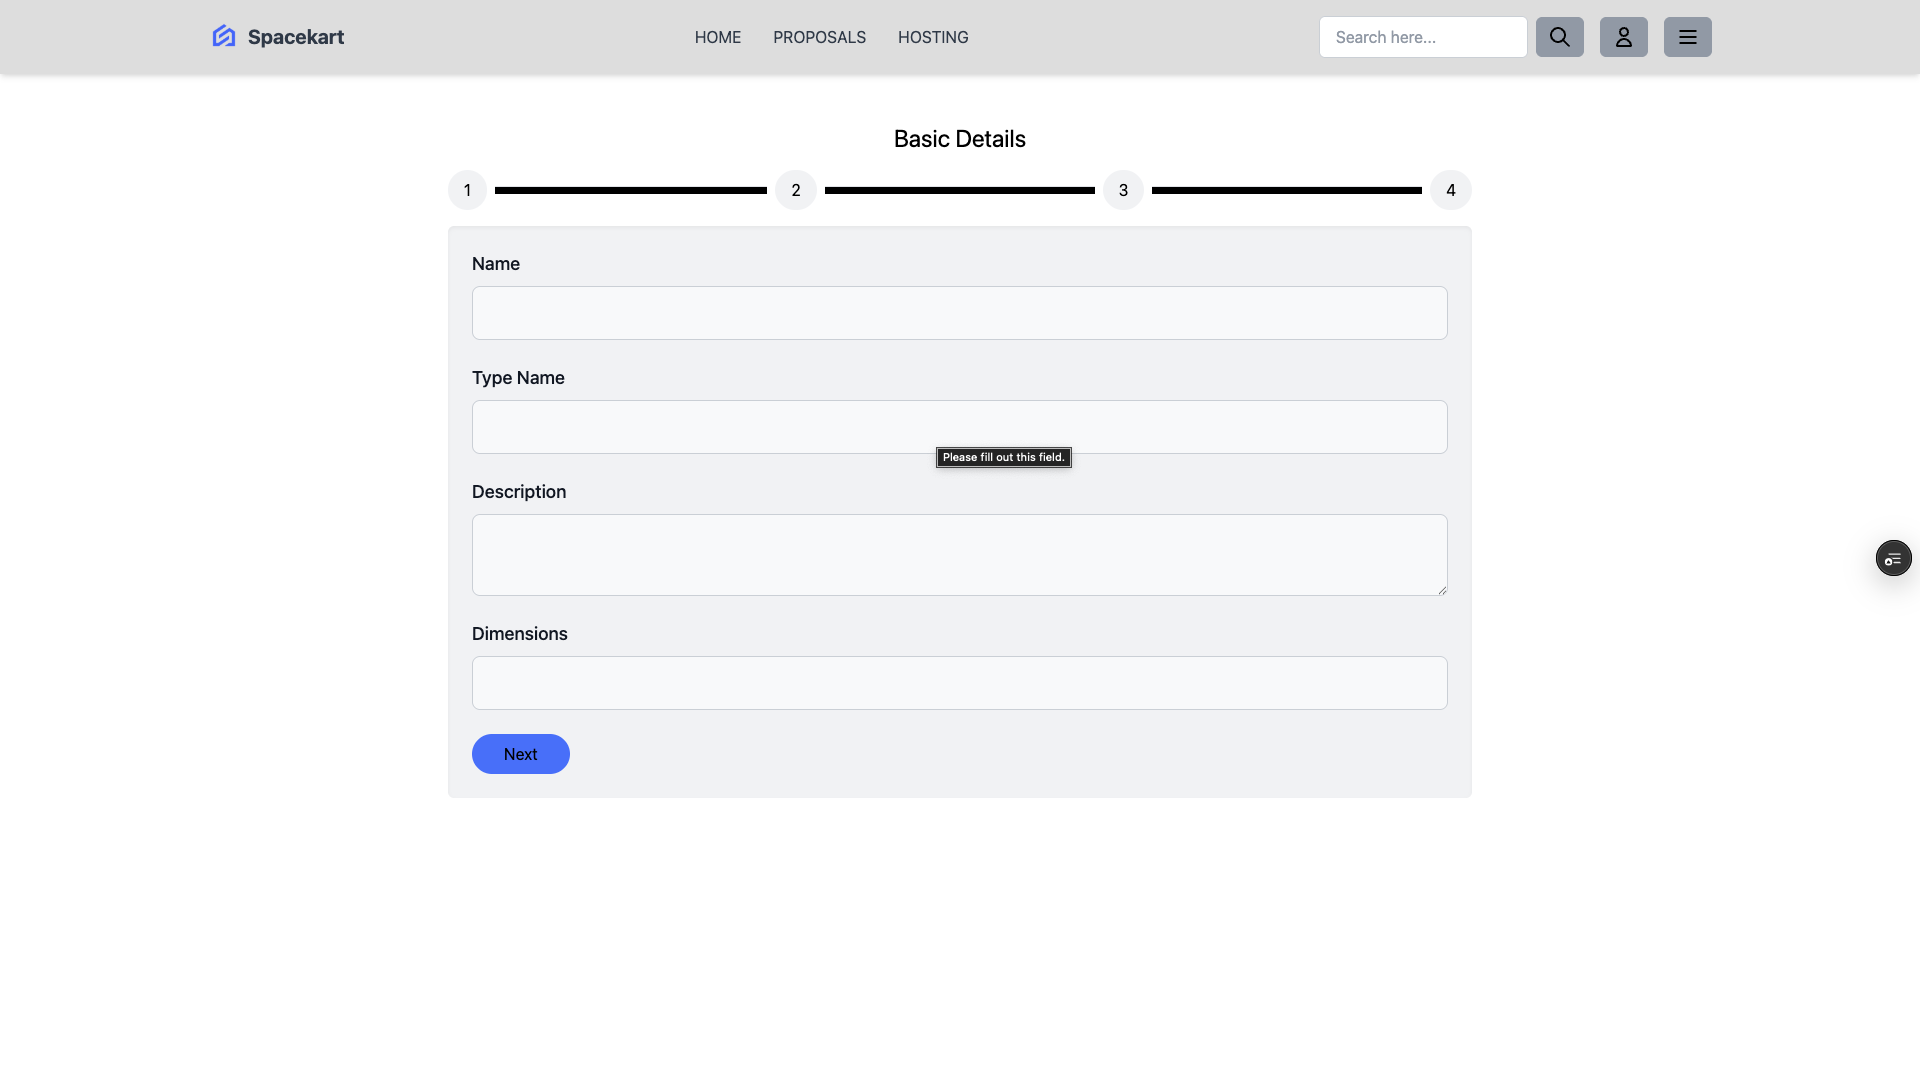 Spacekart
HOME PROPOSALS HOSTING
Search here...
Basic Details
1 2 3 4
Name
Type Name
Please fill out this field.
Description
Dimensions
Next